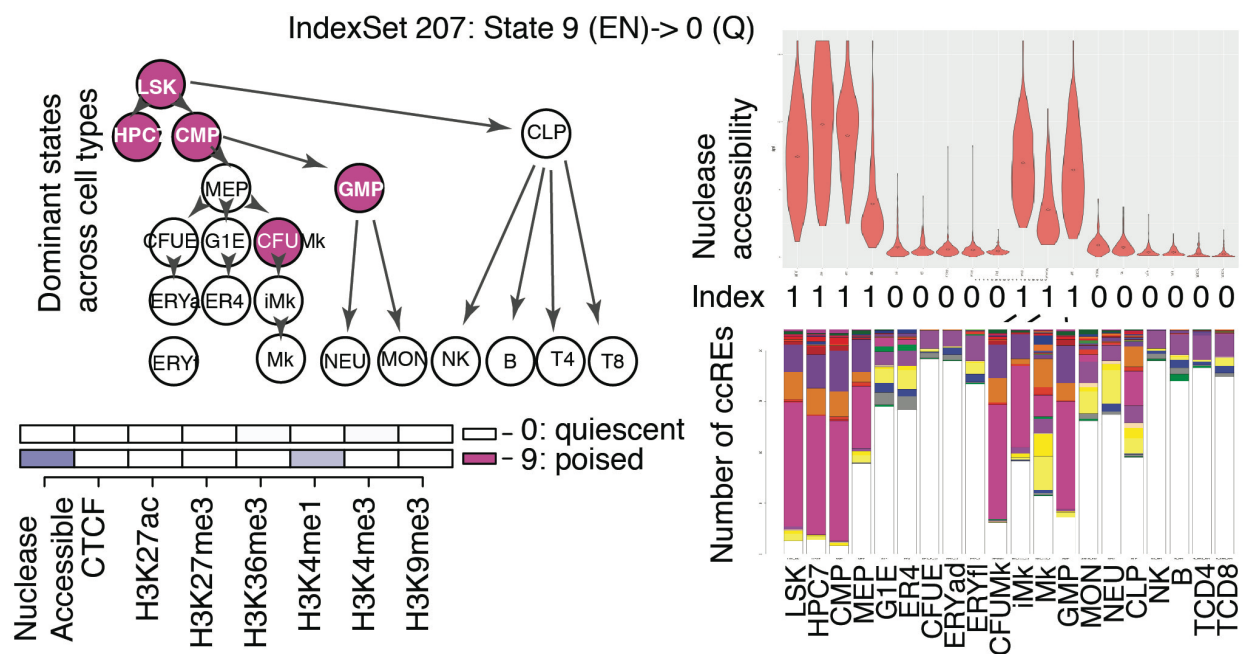 IndexSet 207: State 9 (EN)-> 0 (Q)
Dominant states
across cell types
LSK
HPC7
CMP
CLP
MEP
GMP
CFUE
G1E
CFUMk
ERYa
ER4
iMk
ERYf
Mk
NEU
MON
NK
B
T4
T8
0: quiescent
9: poised
Nuclease
Accessible
CTCF
H3K27ac
H3K27me3
H3K36me3
H3K4me1
H3K4me3
H3K9me3
Nuclease
accessibility
Index
1 1 1 1 0 0 0 0 0 0 1 1 1 0 0 0 0 0 0
Number of ccREs
LSK
HPC7
CMP
MEP
G1E
ER4
CFUE
ERYad
ERYfl
CFUMk
iMk
Mk
GMP
MON
NEU
CLP
NK
B
TCD4
TCD8